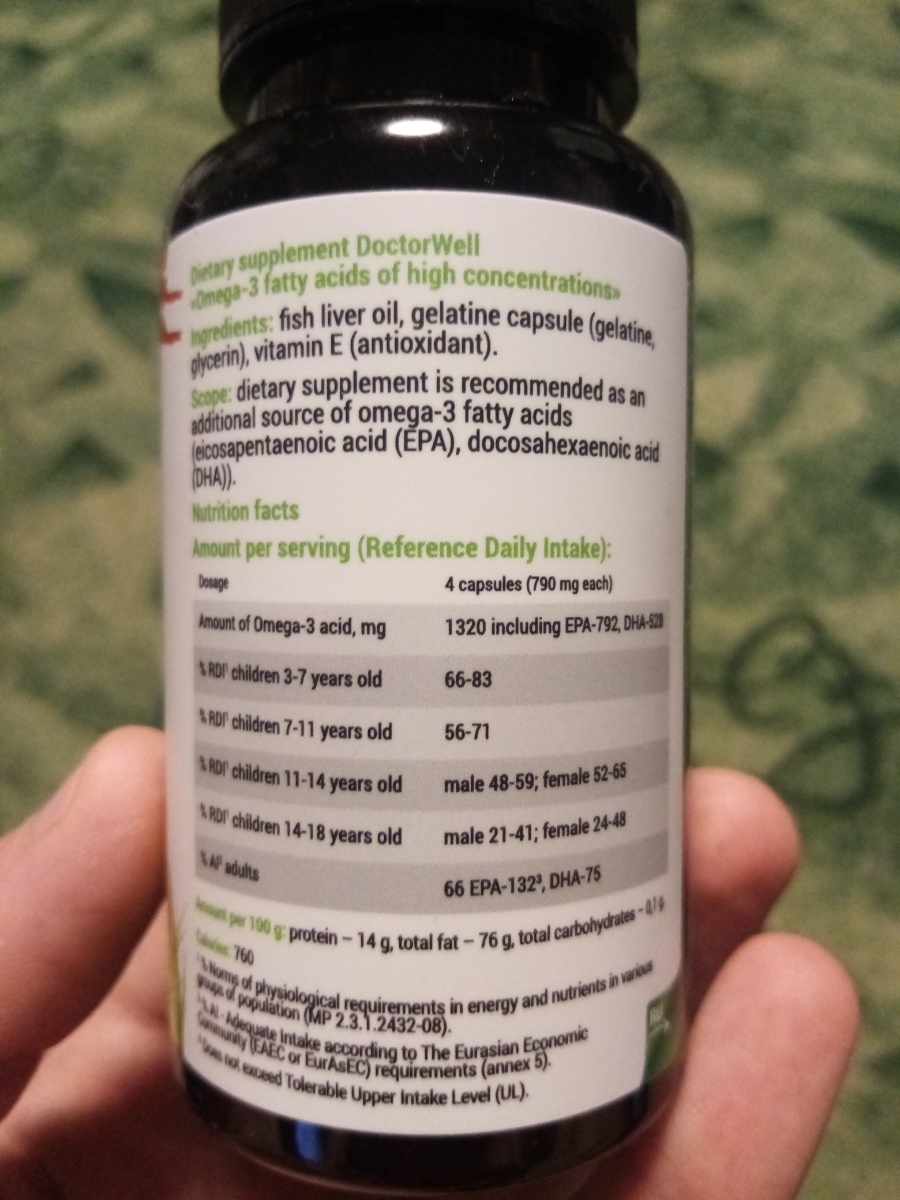 Dietary supplement DoctorWell
«Omega-3 fatty acids of high concentrations»
Ingredients: fish liver oil, gelatine capsule (gelatine,
glycerin), vitamin E (antioxidant).
Scope: dietary supplement is recommended as an
additional source of omega-3 fatty acids
(eicosapentaenoic acid (EPA), docosahexaenoic acid
(DHA)).
Nutrition facts
Amount per serving (Reference Daily Intake):
Dosage 4 capsules (790 mg each)
Amount of Omega-3 acid, mg 1320 including EPA-792, DHA-528
% RDI¹ children 3-7 years old 66-83
% RDI¹ children 7-11 years old 56-71
% RDI¹ children 11-14 years old male 48-59; female 52-65
% RDI¹ children 14-18 years old male 21-41; female 24-48
% AI² adults 66 EPA-132³, DHA-75
Amount per 100 g: protein – 14 g, total fat – 76 g, total carbohydrates – 0,1 g.
Calories: 760
¹ % Norms of physiological requirements in energy and nutrients in various
groups of population (MP 2.3.1.2432-08).
² % AI - Adequate Intake according to The Eurasian Economic
Community (EAEC or EurAsEC) requirements (annex 5).
³ Does not exceed Tolerable Upper Intake Level (UL).